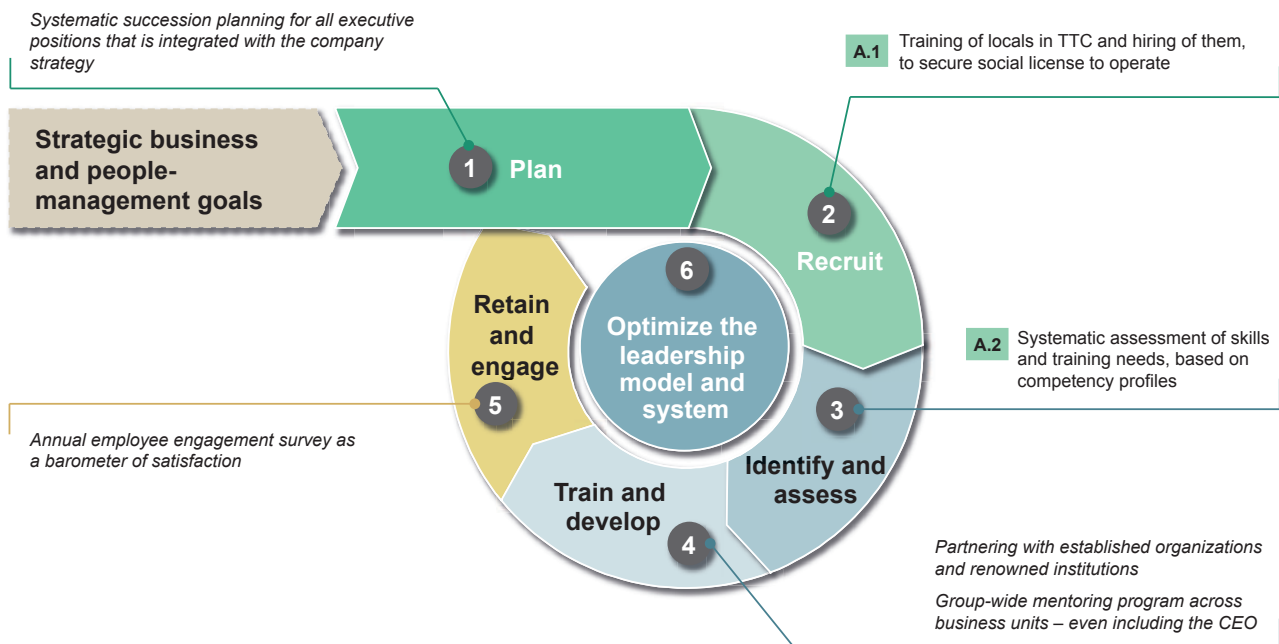 Systematic succession planning for all executive
positions that is integrated with the company
strategy
A.1
Training of locals in TTC and hiring of them,
to secure social license to operate
Strategic business
and people-
management goals
1
Plan
2
Recruit
6
Optimize the
leadership
model and
system
Retain
and
engage
5
A.2
Systematic assessment of skills
and training needs, based on
competency profiles
3
Identify and
assess
Annual employee engagement survey as
a barometer of satisfaction
Train and
develop
4
Partnering with established organizations
and renowned institutions
Group-wide mentoring program across
business units – even including the CEO